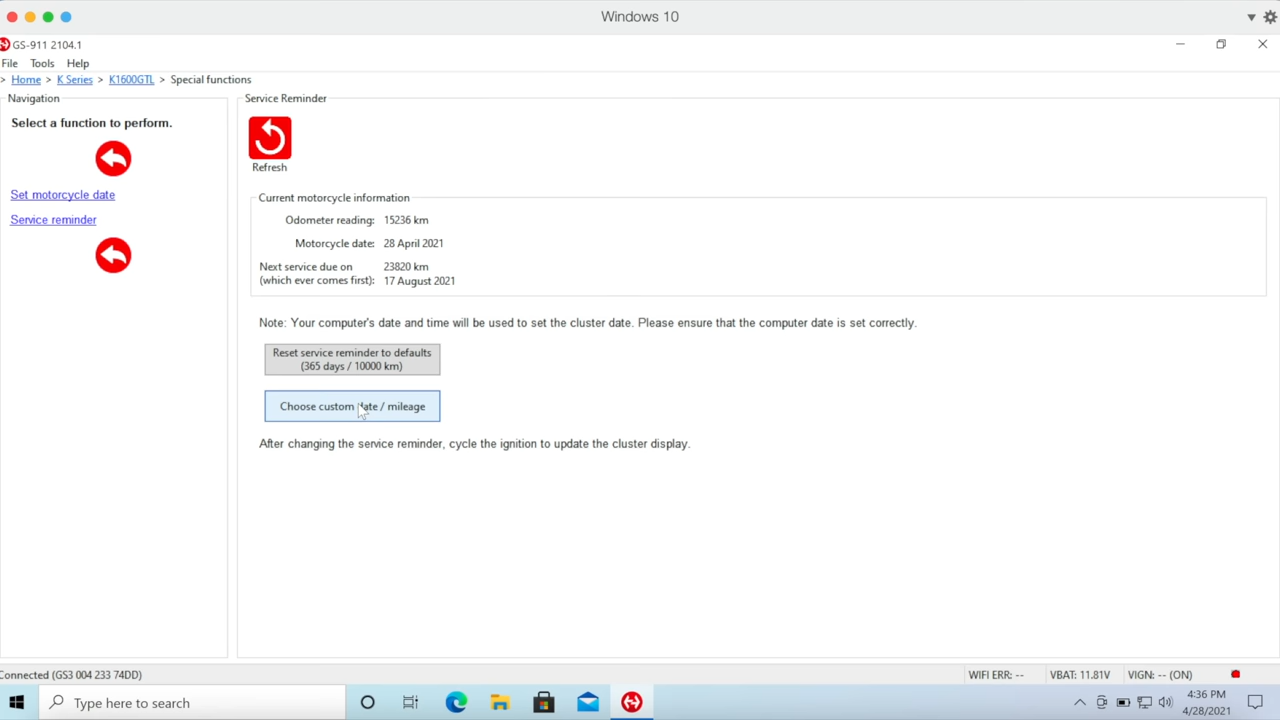 Windows 10
GS-911 2104.1
File Tools Help
> Home > K Series > K1600GTL > Special functions
Navigation
Select a function to perform.
Set motorcycle date
Service reminder
Service Reminder
Refresh
Current motorcycle information
Odometer reading: 15236 km
Motorcycle date: 28 April 2021
Next service due on 23820 km
(which ever comes first): 17 August 2021
Note: Your computer's date and time will be used to set the cluster date. Please ensure that the computer date is set correctly.
Reset service reminder to defaults
(365 days / 10000 km)
Choose custom date / mileage
After changing the service reminder, cycle the ignition to update the cluster display.
Connected (GS3 004 233 74DD)
WIFI ERR: -- VBAT: 11.81V VIGN: -- (ON)
Type here to search
4:36 PM
4/28/2021